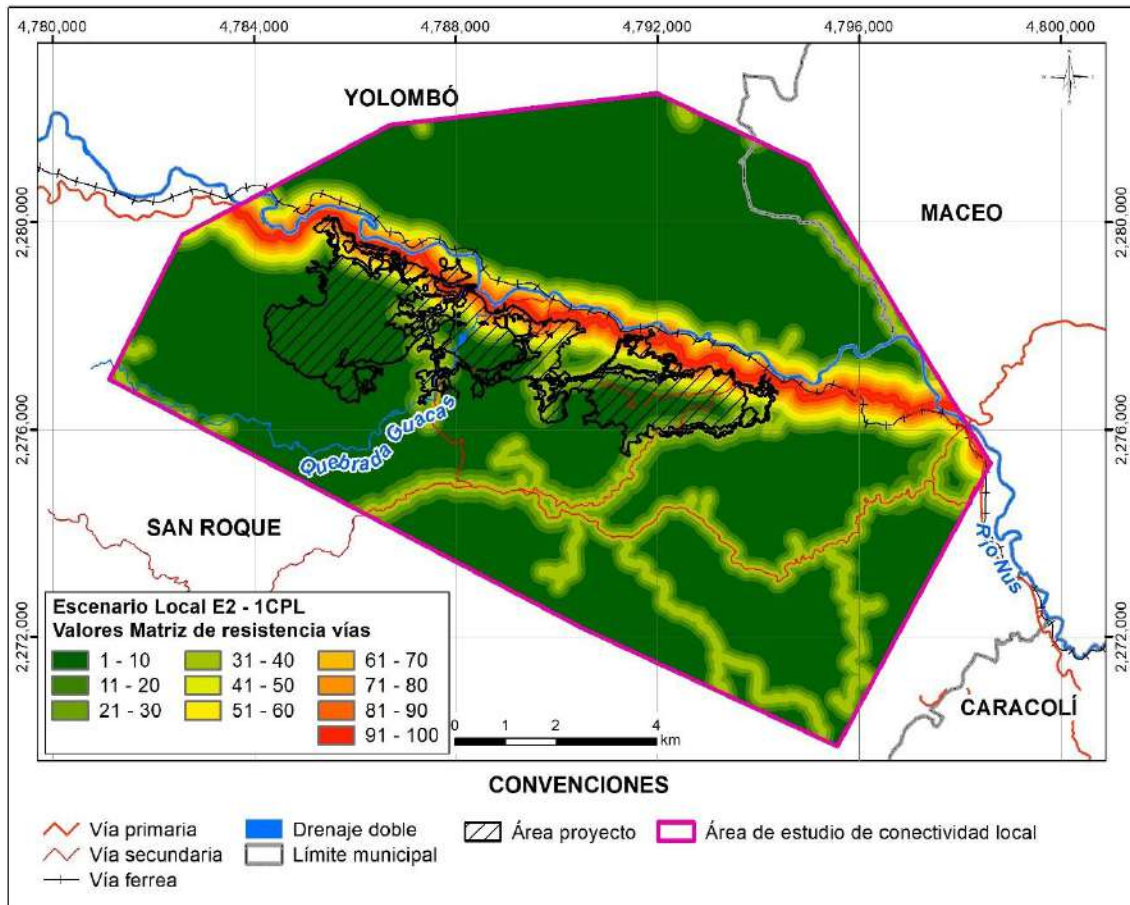 4,780,000 4,784,000 4,788,000 4,792,000 4,796,000 4,800,000
YOLOMBÓ
N
2,280,000 2,280,000
MACEO
2,276,000 2,276,000
Quebrada Guacas
SAN ROQUE
Río Nus
2,272,000 2,272,000
CARACOLÍ
Escenario Local E2 - 1CPL
Valores Matriz de resistencia vías
1 - 10 31 - 40 61 - 70
11 - 20 41 - 50 71 - 80
21 - 30 51 - 60 81 - 90
91 - 100
0 1 2 4
km
CONVENCIONES
Vía primaria Drenaje doble Área proyecto Área de estudio de conectividad local
Vía secundaria Límite municipal
Vía ferrea